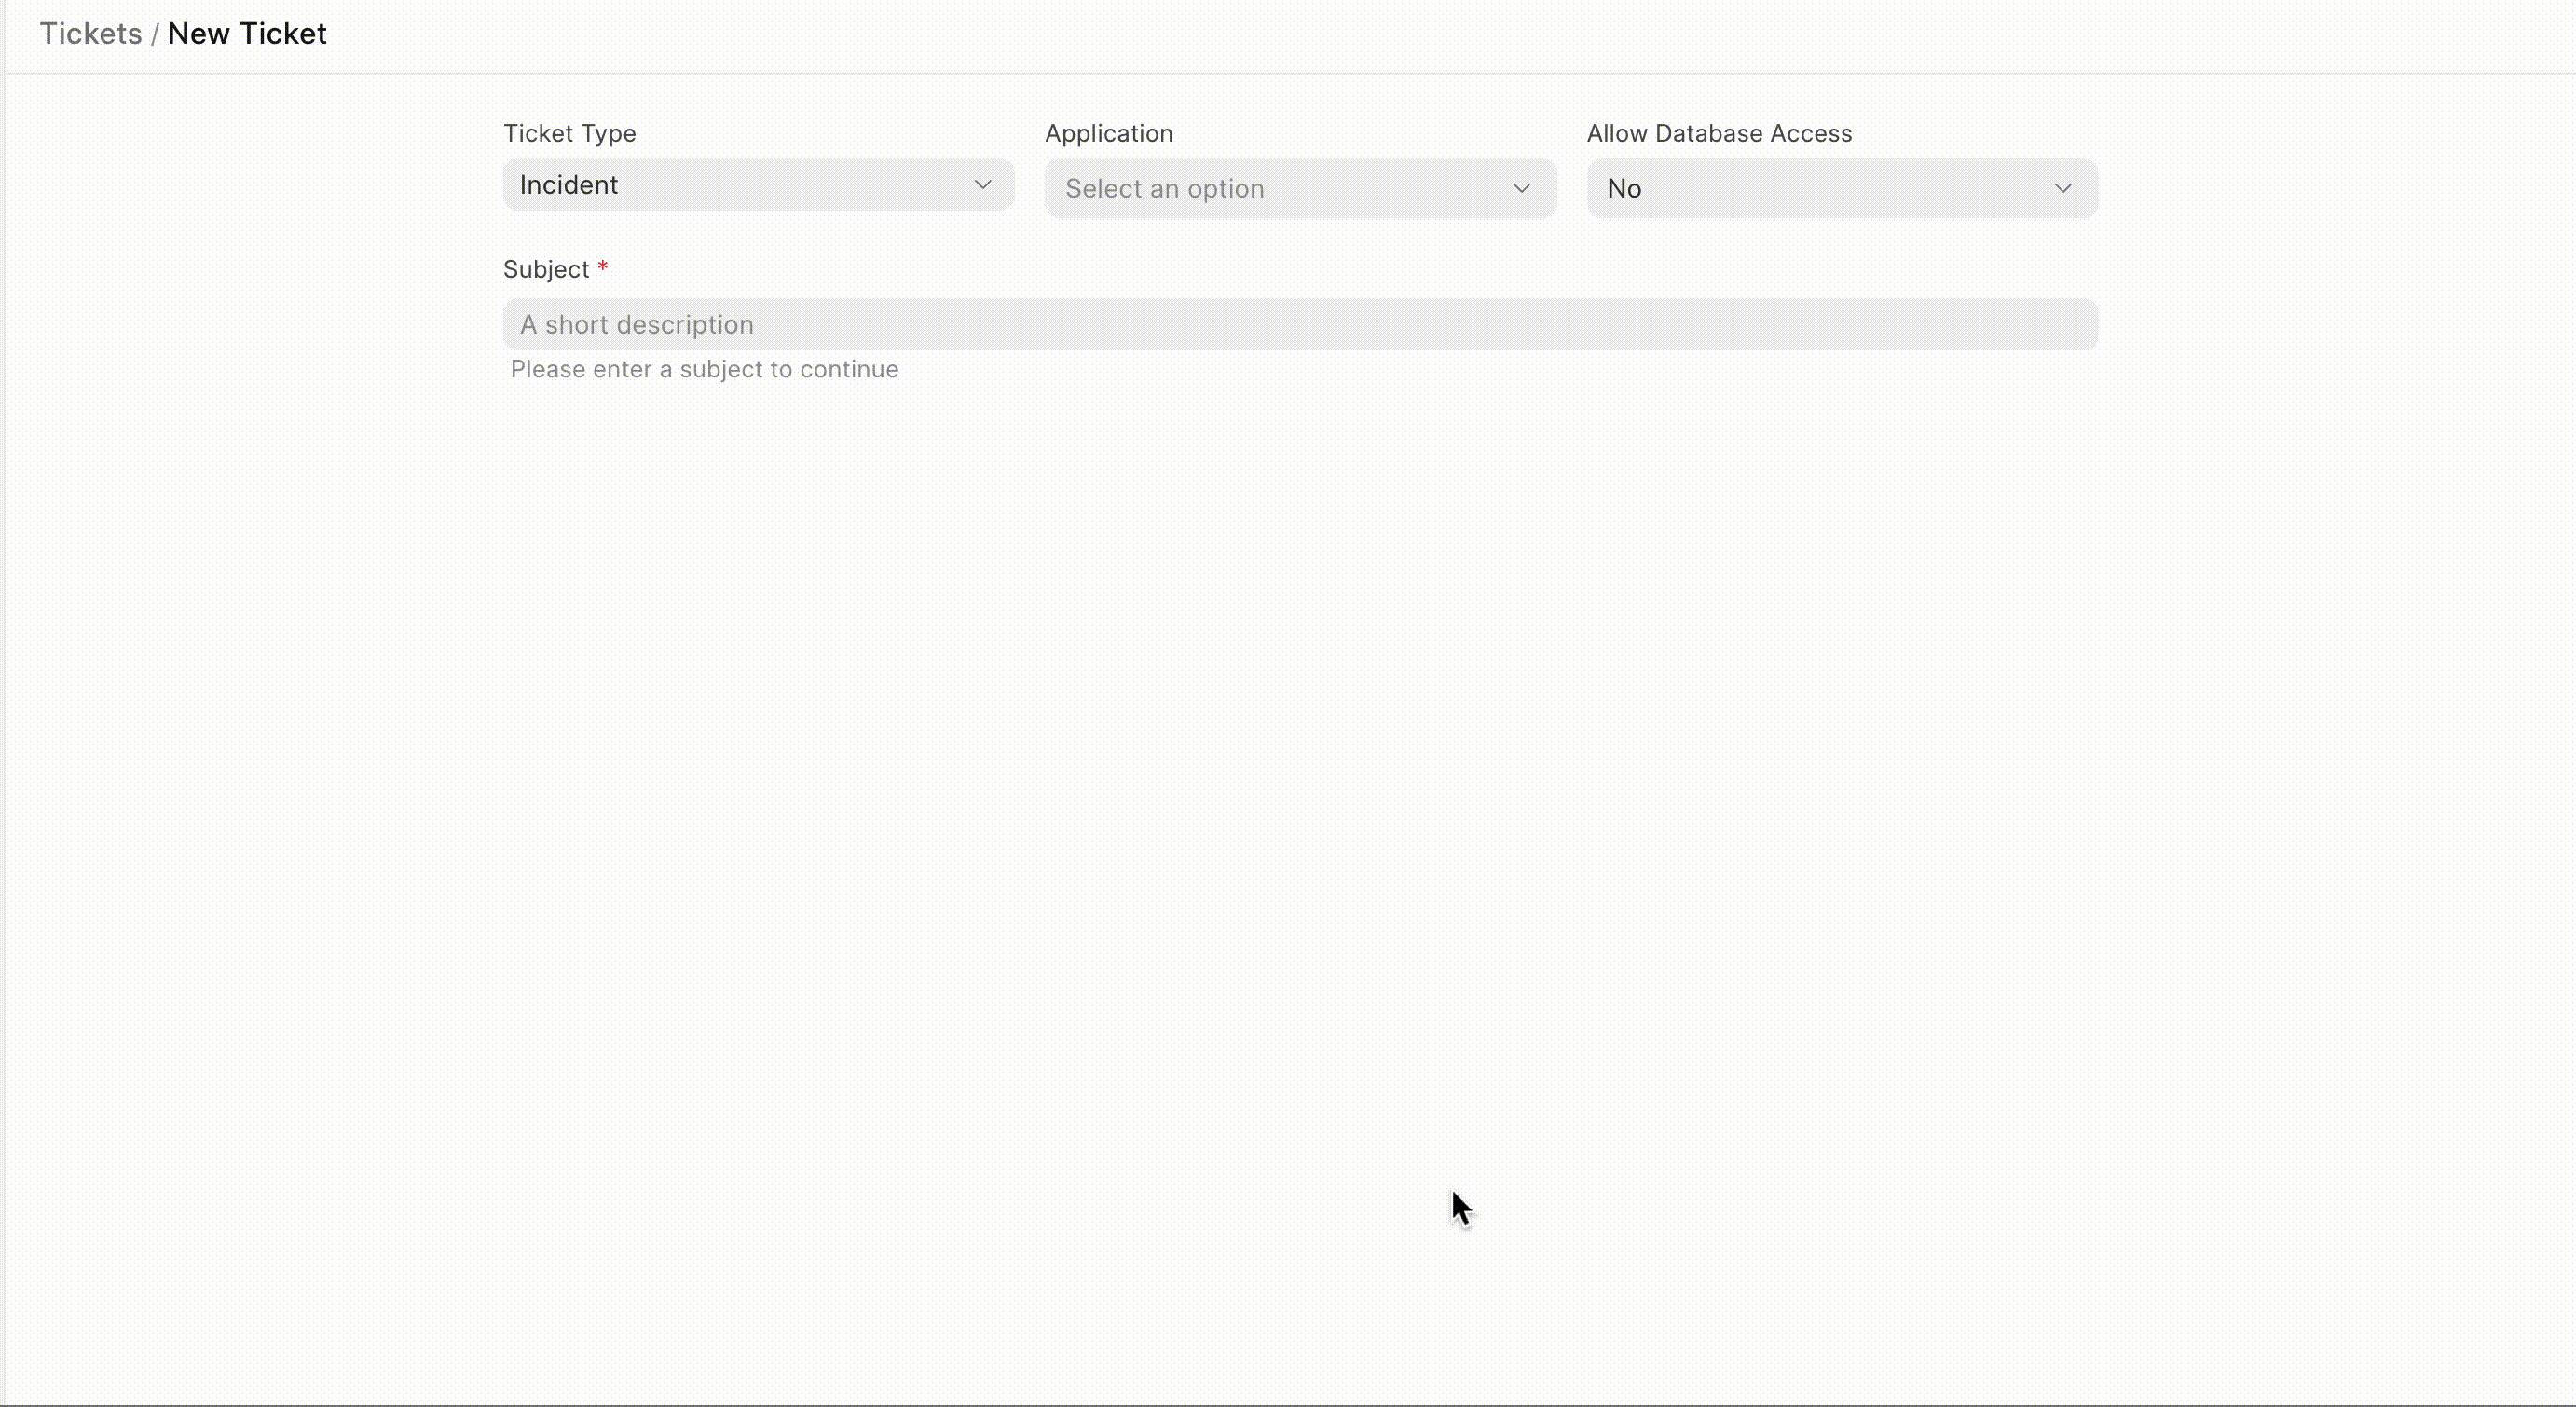 Tickets / New Ticket
Ticket Type
Application
Allow Database Access
Incident
Select an option
No
Subject *
A short description
Please enter a subject to continue